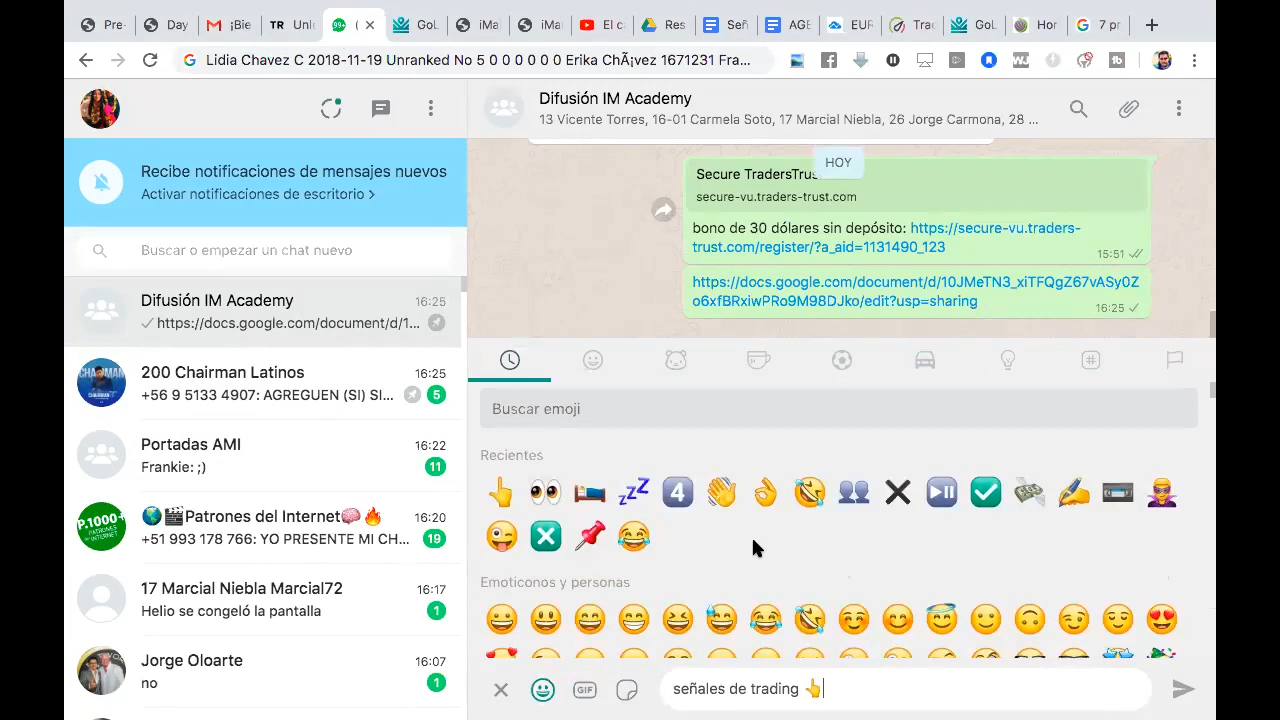 Pre-
Day
¡Bie
TR Unl
99+ (
GoL
iMa
iMa
El c
Res
Señ
AGE
EUR
Tra
GoL
Hor
7 pr
Lidia Chavez C 2018-11-19 Unranked No 5 0 0 0 0 0 0 Erika ChÃ¡vez 1671231 Fra...
Recibe notificaciones de mensajes nuevos
Activar notificaciones de escritorio >
Buscar o empezar un chat nuevo
Difusión IM Academy 16:25
https://docs.google.com/document/d/1...
200 Chairman Latinos 16:25
+56 9 5133 4907: AGREGUEN (SI) SI... 5
Portadas AMI 16:22
Frankie: ;) 11
P.1000+
🌍🎬Patrones del Internet🧠🔥 16:20
+51 993 178 766: YO PRESENTE MI CH... 19
17 Marcial Niebla Marcial72 16:17
Helio se congeló la pantalla 1
Jorge Oloarte 16:07
no 1
Difusión IM Academy
13 Vicente Torres, 16-01 Carmela Soto, 17 Marcial Niebla, 26 Jorge Carmona, 28 ...
HOY
Secure TradersTrus
secure-vu.traders-trust.com
bono de 30 dólares sin depósito: https://secure-vu.traders-
trust.com/register/?a_aid=1131490_123
15:51
https://docs.google.com/document/d/10JMeTN3_xiTFQgZ67vASy0Z
o6xfBRxiwPRo9M98DJko/edit?usp=sharing
16:25
Buscar emoji
Recientes
Emoticonos y personas
GIF
señales de trading 👆